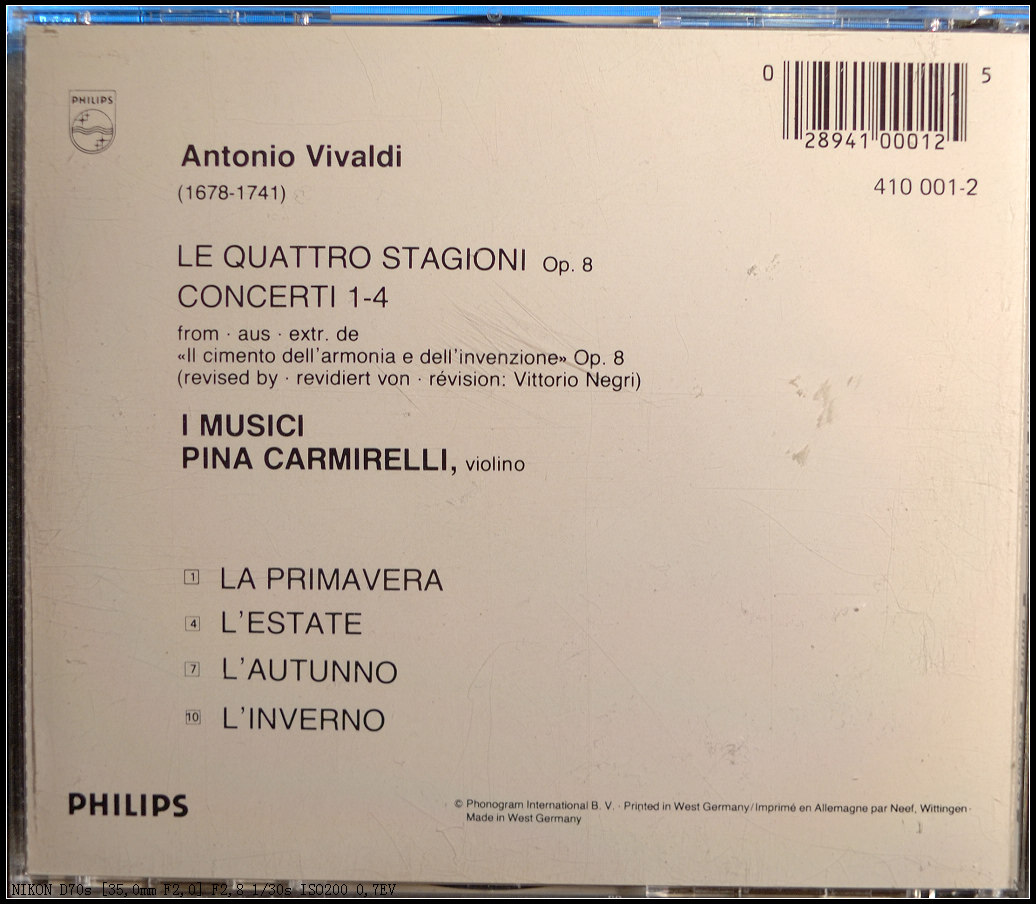 PHILIPS
0 28941 00012 5
410 001-2
Antonio Vivaldi
(1678-1741)
LE QUATTRO STAGIONI Op. 8
CONCERTI 1-4
from · aus · extr. de
«Il cimento dell'armonia e dell'invenzione» Op. 8
(revised by · revidiert von · révision: Vittorio Negri)
I MUSICI
PINA CARMIRELLI, violino
1 LA PRIMAVERA
4 L'ESTATE
7 L'AUTUNNO
10 L'INVERNO
PHILIPS
© Phonogram International B. V. · Printed in West Germany/Imprimé en Allemagne par Neef, Wittingen ·
Made in West Germany
NIKON D70s [35,0mm F2,0] F2,8 1/30s ISO200 0,7EV